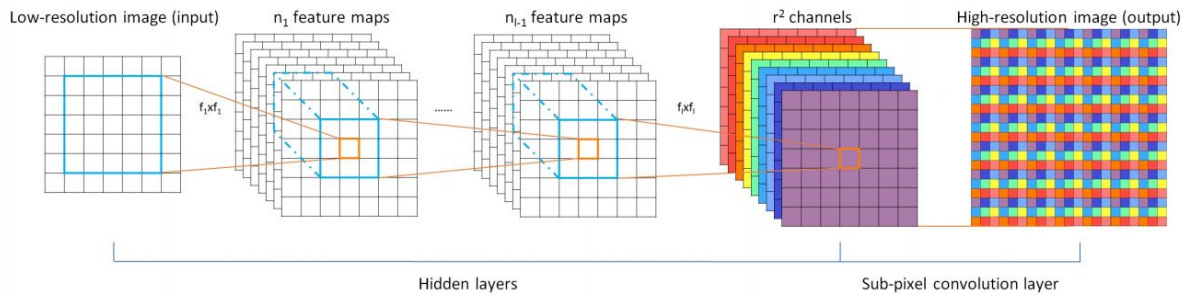 Low-resolution image (input)
n₁ feature maps
nₗ₋₁ feature maps
r² channels
High-resolution image (output)
f₁xf₁
......
fₗxfₗ
Hidden layers
Sub-pixel convolution layer